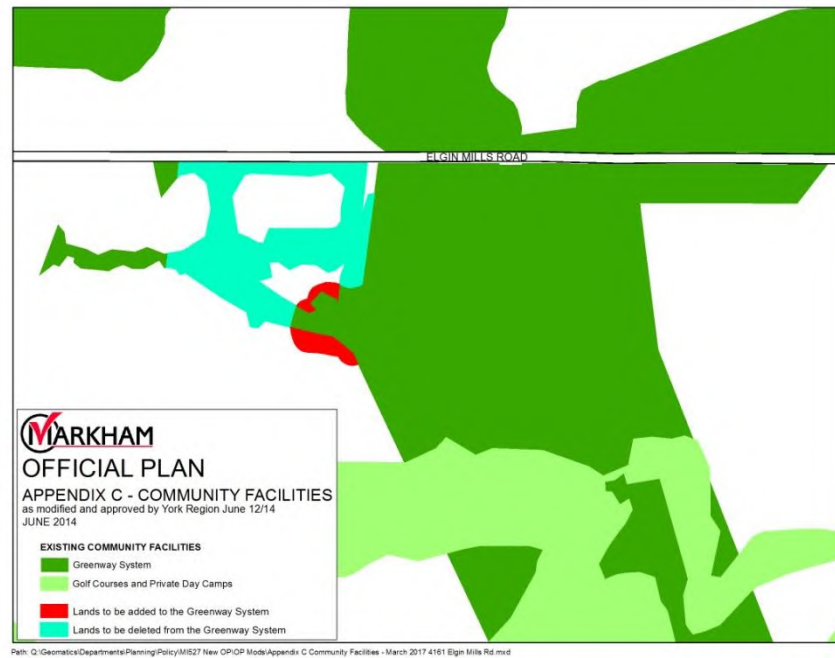 ELGIN MILLS ROAD
MARKHAM
OFFICIAL PLAN
APPENDIX C - COMMUNITY FACILITIES
as modified and approved by York Region June 12/14
JUNE 2014
EXISTING COMMUNITY FACILITIES
Greenway System
Golf Courses and Private Day Camps
Lands to be added to the Greenway System
Lands to be deleted from the Greenway System
Path: Q:\Geomatics\Departments\Planning\Policy\MI527 New OP\OP Mods\Appendix C Community Facilities - March 2017 4161 Elgin Mills Rd.mxd